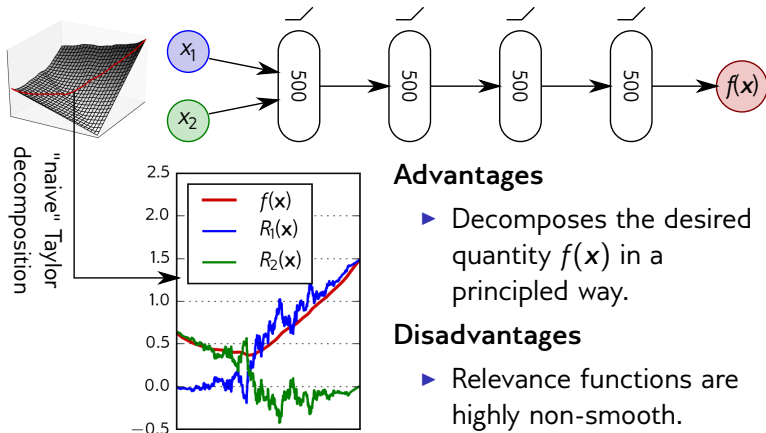 x1
x2
500
500
500
500
f(x)
"naive" Taylor
decomposition
2.5
2.0
1.5
1.0
0.5
0.0
−0.5
f(x)
R1(x)
R2(x)
Advantages
▶ Decomposes the desired
quantity f(x) in a
principled way.
Disadvantages
▶ Relevance functions are
highly non-smooth.